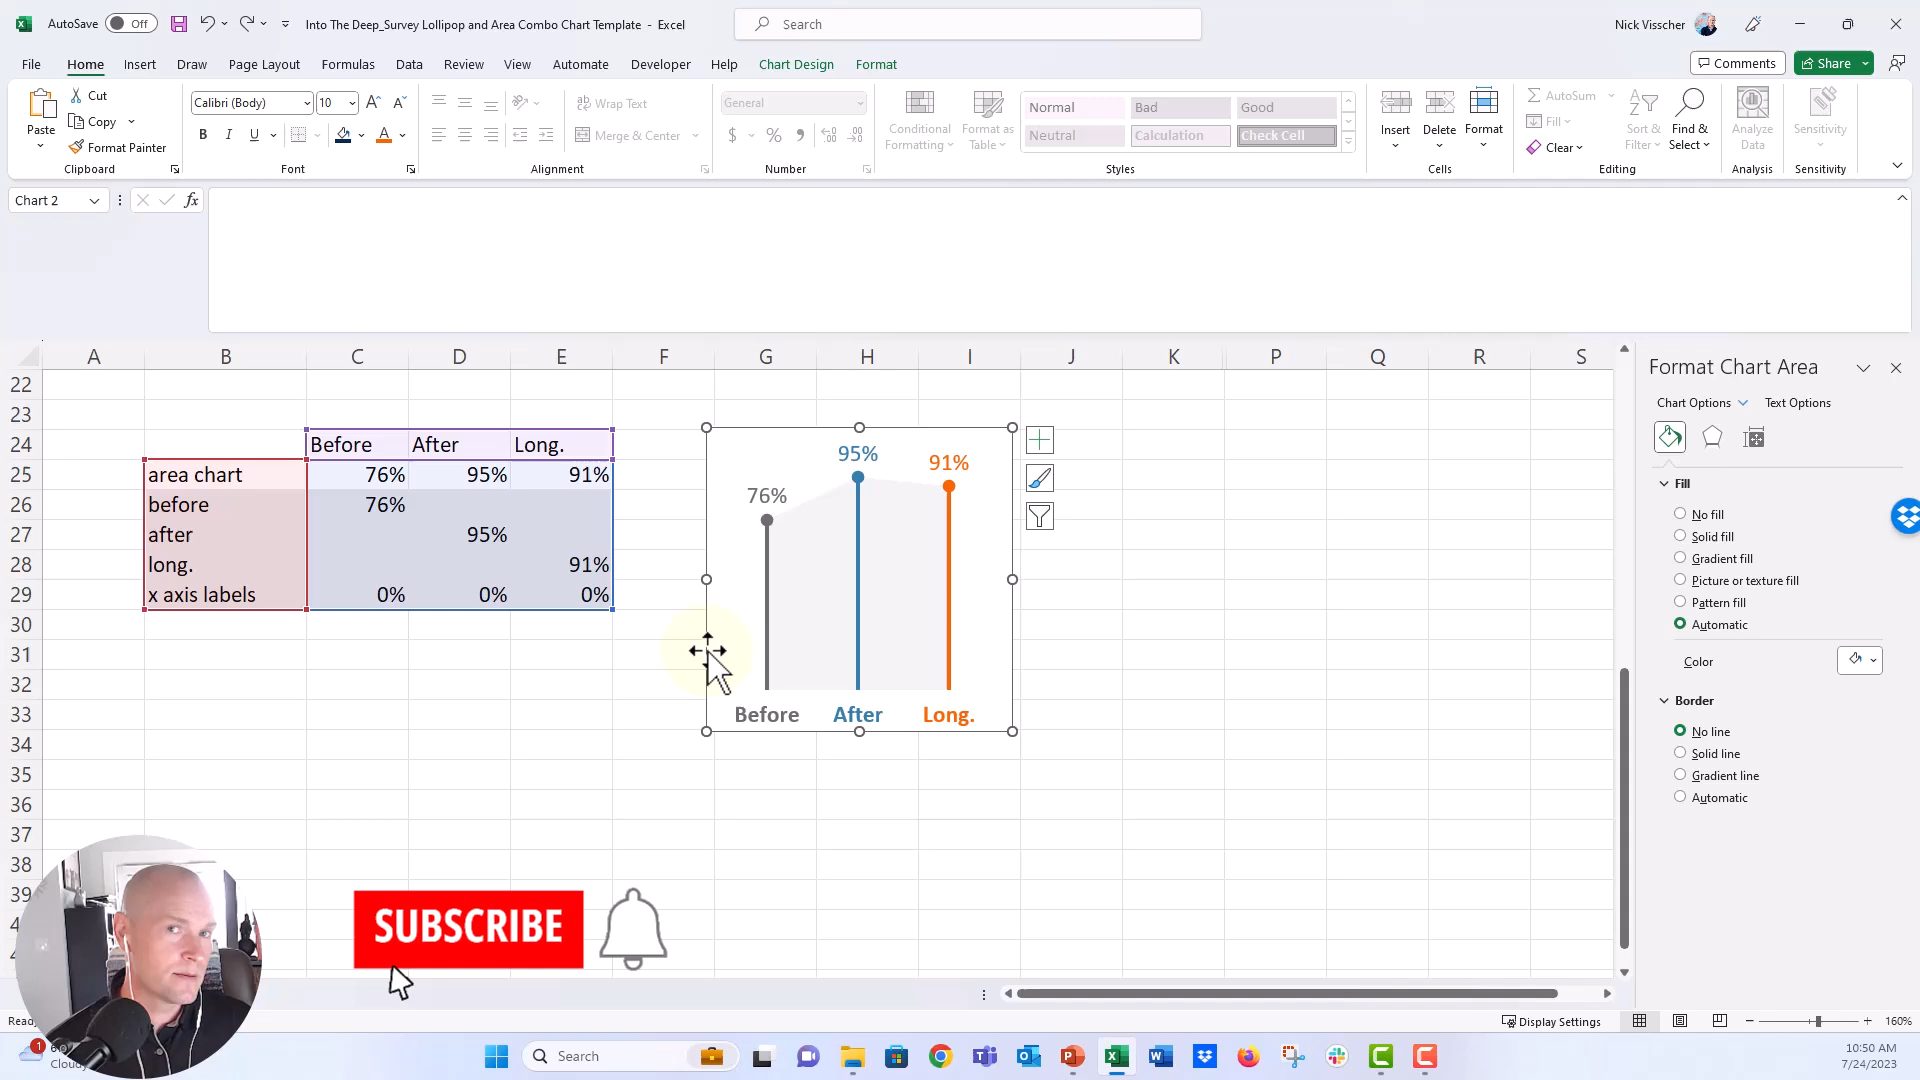 AutoSave Off Into The Deep_Survey Lollipop and Area Combo Chart Template - Excel Search Nick Visscher
File Home Insert Draw Page Layout Formulas Data Review View Automate Developer Help Chart Design Format Comments Share
Paste Cut Copy Format Painter Clipboard
Calibri (Body) 10 A A B I U A Font
ab Wrap Text Merge & Center Alignment
General $ % Number
Conditional Formatting Format as Table Normal Bad Good Neutral Calculation Check Cell Styles
Insert Delete Format Cells
AutoSum Fill Clear Sort & Filter Find & Select Editing
Analyze Data Analysis
Sensitivity Sensitivity
Chart 2 fx
A B C D E F G H I J K P Q R S
22
23
24 Before After Long.
25 area chart 76% 95% 91%
26 before 76%
27 after 95%
28 long. 91%
29 x axis labels 0% 0% 0%
30
31
32
33
34
35
36
37
38
39
76% 95% 91%
Before After Long.
Format Chart Area
Chart Options Text Options
Fill
No fill
Solid fill
Gradient fill
Picture or texture fill
Pattern fill
Automatic
Color
Border
No line
Solid line
Gradient line
Automatic
SUBSCRIBE
Display Settings 160%
1
Search
10:50 AM
7/24/2023